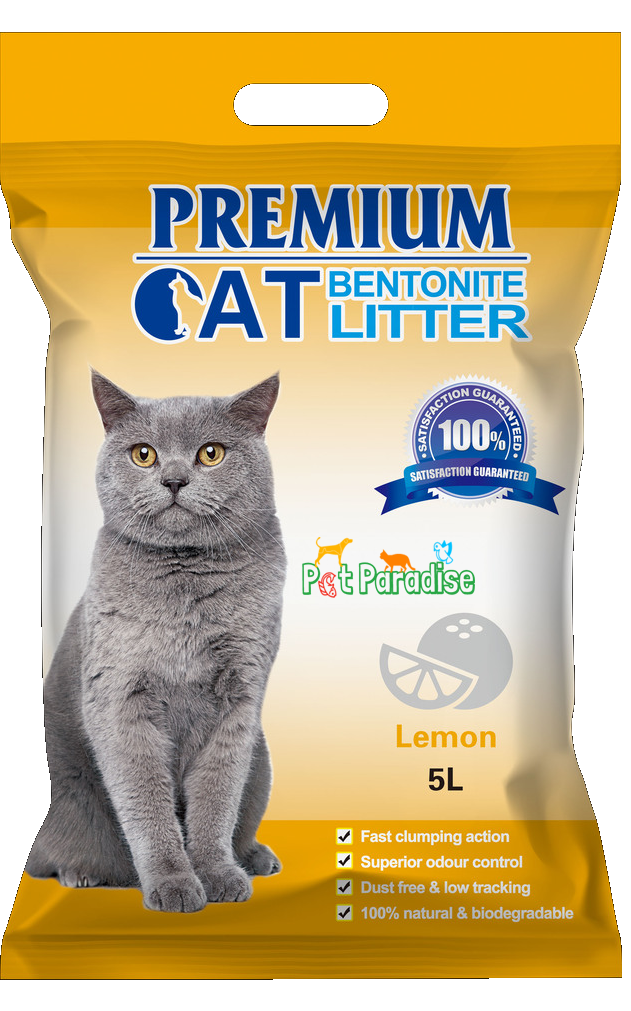 PREMIUM
CAT BENTONITE
LITTER
SATISFACTION GUARANTEED
100%
SATISFACTION GUARANTEED
Pet Paradise
Lemon
5L
Fast clumping action
Superior odour control
Dust free & low tracking
100% natural & biodegradable